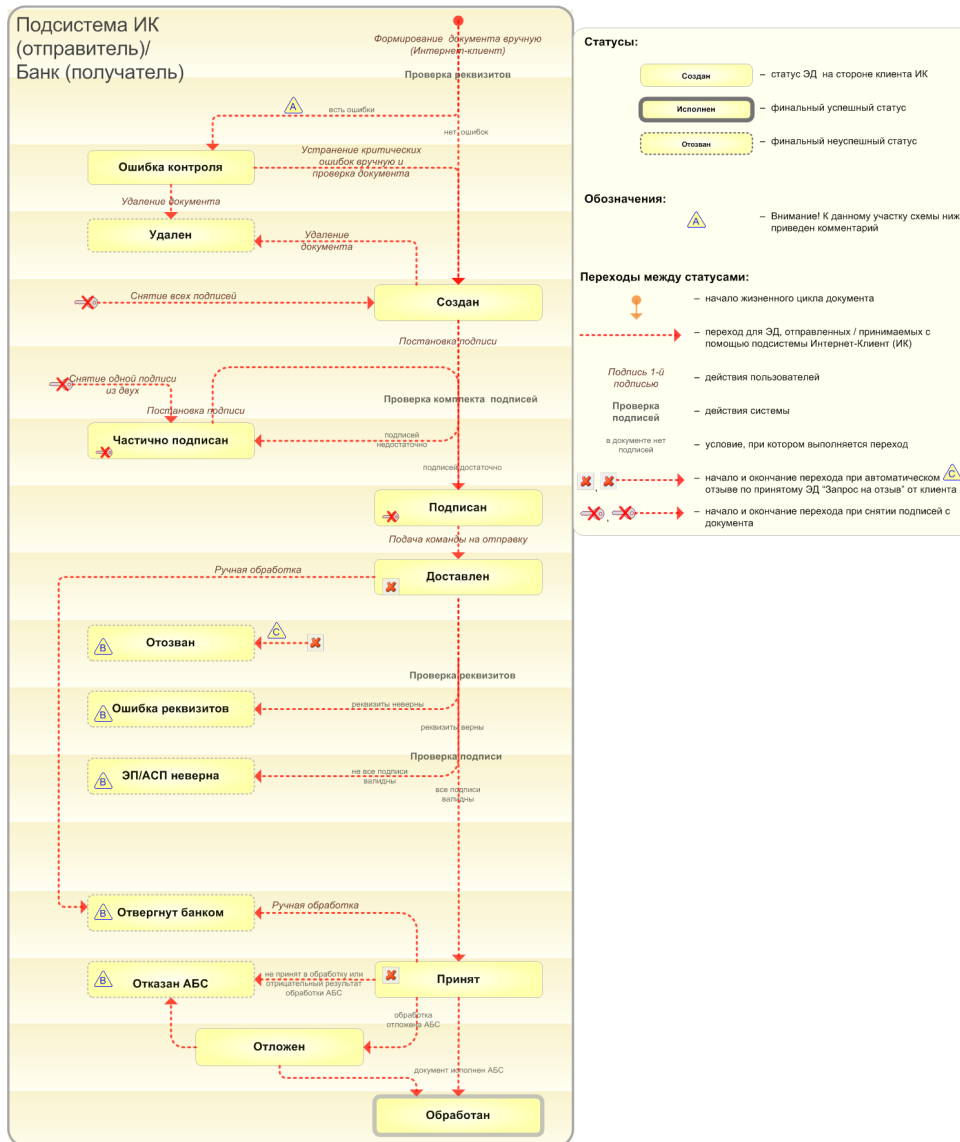 Подсистема ИК
(отправитель)/
Банк (получатель)
Формирование документа вручную
(Интернет-клиент)
Проверка реквизитов
A
есть ошибки
нет ошибок
Ошибка контроля
Устранение критических
ошибок вручную и
проверка документа
Удаление документа
Удален
Удаление
документа
Снятие всех подписей
Создан
Постановка подписи
Снятие одной подписи
из двух
Проверка комплекта подписей
Постановка подписи
Частично подписан
подписей
недостаточно
подписей достаточно
Подписан
Подача команды на отправку
Ручная обработка
Доставлен
B
Отозван
C
Проверка реквизитов
B
Ошибка реквизитов
реквизиты неверны
реквизиты верны
Проверка подписи
B
ЭП/АСП неверна
не все подписи
валидны
все подписи
валидны
B
Отвергнут банком
Ручная обработка
B
Отказан АБС
не принят в обработку или
отрицательный результат
обработки АБС
Принят
обработка
отложена АБС
Отложен
документ исполнен АБС
Обработан
Статусы:
Создан
– статус ЭД на стороне клиента ИК
Исполнен
– финальный успешный статус
Отозван
– финальный неуспешный статус
Обозначения:
A
– Внимание! К данному участку схемы ниж
приведен комментарий
Переходы между статусами:
– начало жизненного цикла документа
– переход для ЭД, отправленных / принимаемых с
помощью подсистемы Интернет-Клиент (ИК)
Подпись 1-й
подписью
– действия пользователей
Проверка
подписей
– действия системы
в документе нет
подписей
– условие, при котором выполняется переход
,
– начало и окончание перехода при автоматическом C
отзыве по принятому ЭД "Запрос на отзыв" от клиента
,
– начало и окончание перехода при снятии подписей с
документа